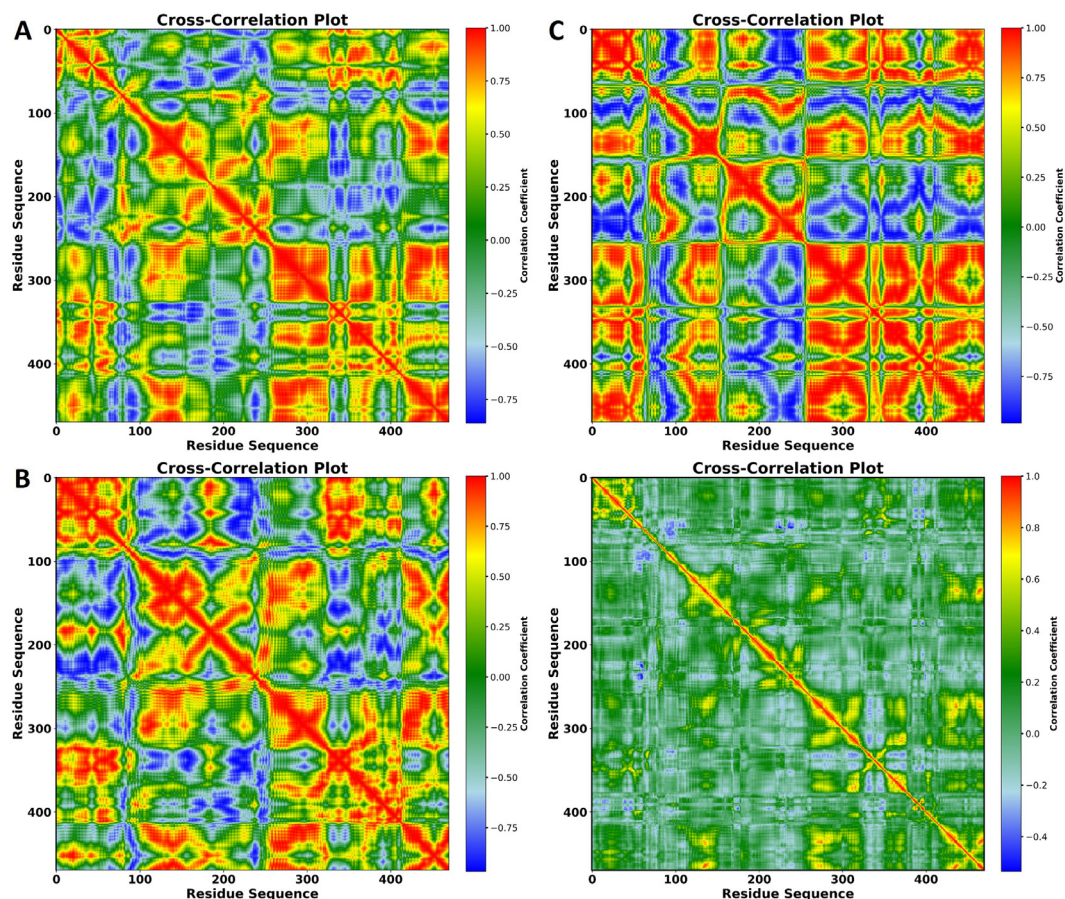 A
Cross-Correlation Plot
0
100
200
300
400
0 100 200 300 400
Residue Sequence
Residue Sequence
1.00
0.75
0.50
0.25
0.00
−0.25
−0.50
−0.75
Correlation Coefficient
C
Cross-Correlation Plot
0
100
200
300
400
0 100 200 300 400
Residue Sequence
Residue Sequence
1.00
0.75
0.50
0.25
0.00
−0.25
−0.50
−0.75
Correlation Coefficient
B
Cross-Correlation Plot
0
100
200
300
400
0 100 200 300 400
Residue Sequence
Residue Sequence
1.00
0.75
0.50
0.25
0.00
−0.25
−0.50
−0.75
Correlation Coefficient
Cross-Correlation Plot
0
100
200
300
400
0 100 200 300 400
Residue Sequence
Residue Sequence
1.0
0.8
0.6
0.4
0.2
0.0
−0.2
−0.4
Correlation Coefficient